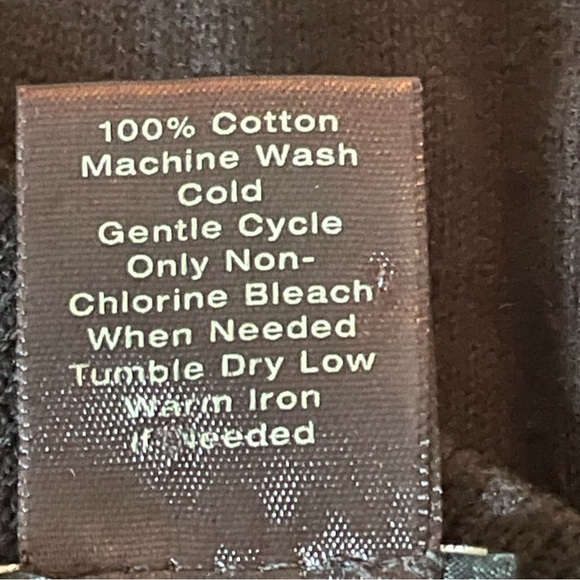 100% Cotton
Machine Wash
Cold
Gentle Cycle
Only Non-
Chlorine Bleach
When Needed
Tumble Dry Low
Warm Iron
If Needed